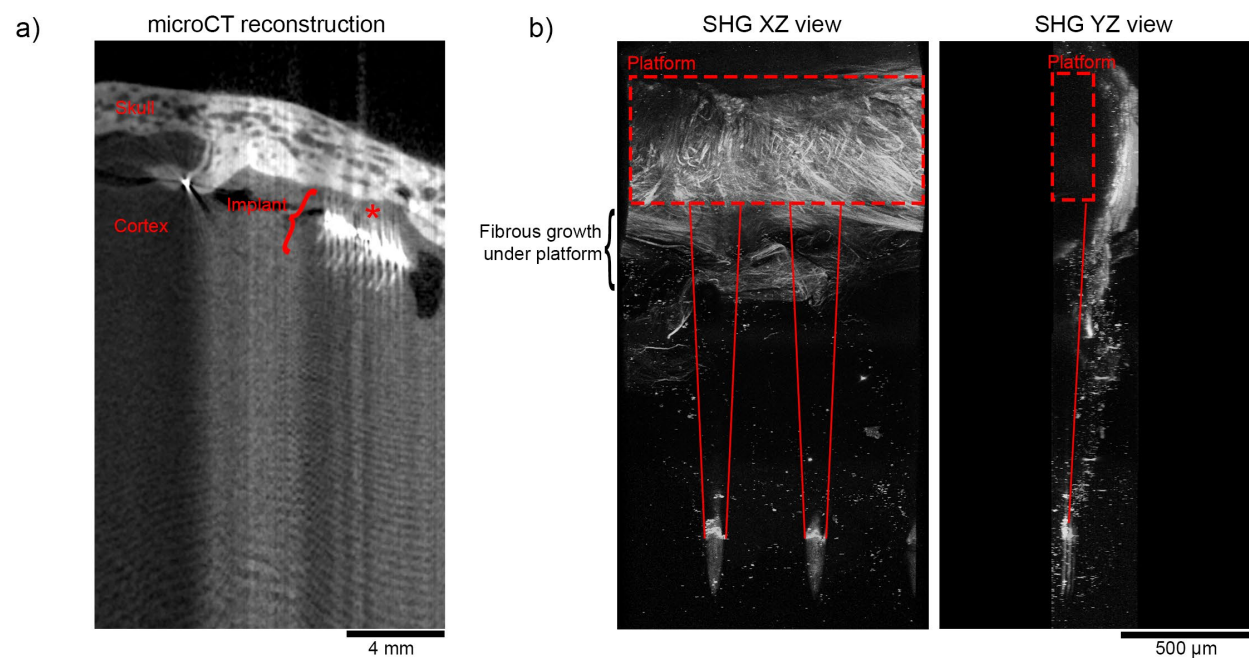 a)
microCT reconstruction
Skull
Implant
*
Cortex
4 mm
b)
SHG XZ view
SHG YZ view
Platform
Platform
Fibrous growth
under platform
500 µm